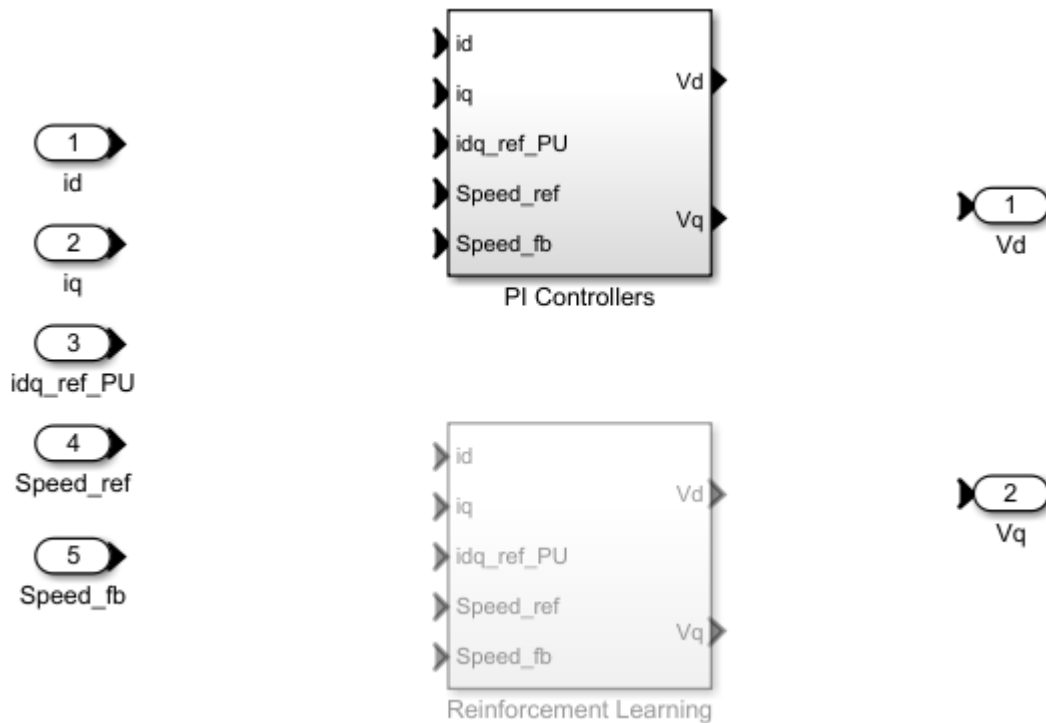 1
id
2
iq
3
idq_ref_PU
4
Speed_ref
5
Speed_fb
id
iq
idq_ref_PU
Speed_ref
Speed_fb
Vd
Vq
PI Controllers
id
iq
idq_ref_PU
Speed_ref
Speed_fb
Vd
Vq
Reinforcement Learning
1
Vd
2
Vq